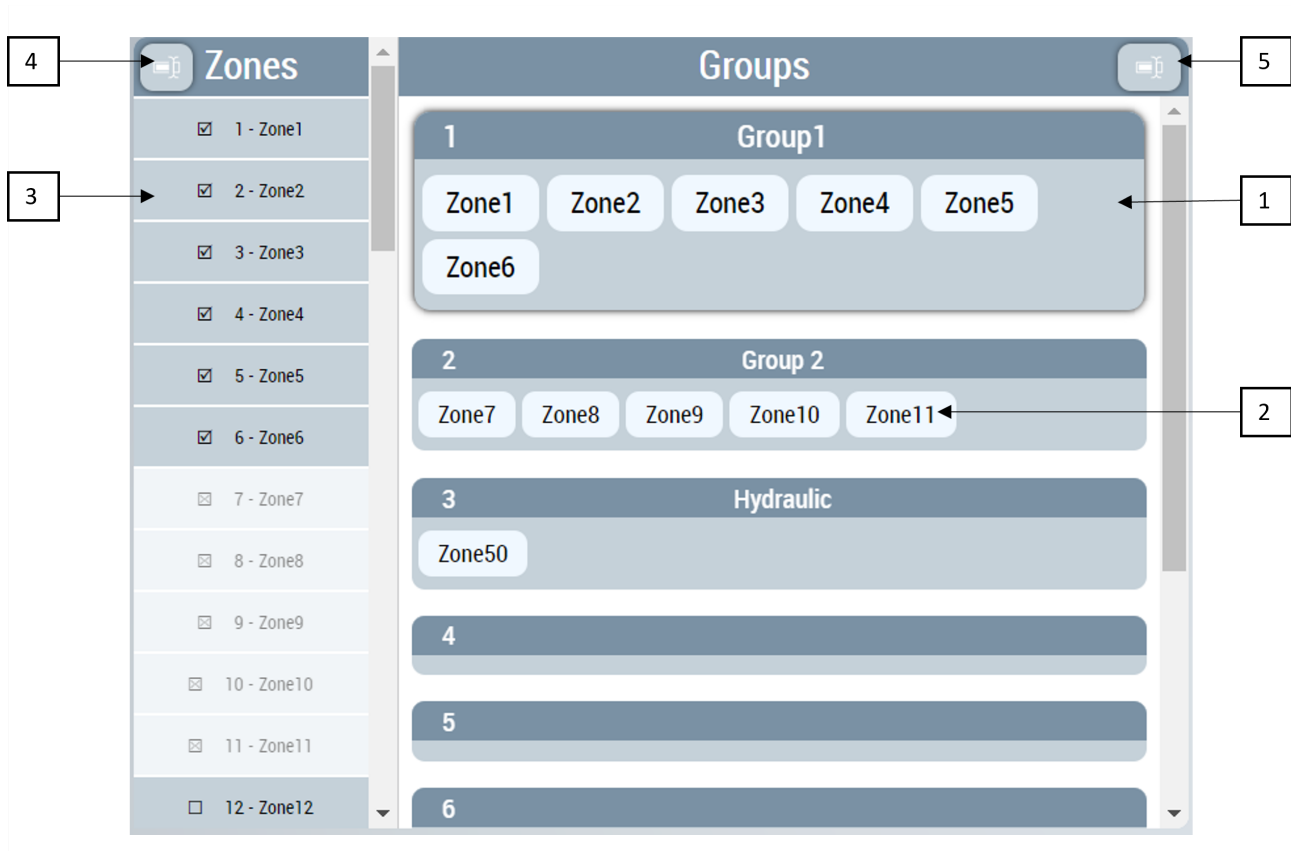 4
Zones
Groups
5
1 - Zone1
1 Group1
3
2 - Zone2
Zone1 Zone2 Zone3 Zone4 Zone5
1
3 - Zone3
Zone6
4 - Zone4
2 Group 2
5 - Zone5
Zone7 Zone8 Zone9 Zone10 Zone11
2
6 - Zone6
7 - Zone7
3 Hydraulic
8 - Zone8
Zone50
9 - Zone9
4
10 - Zone10
5
11 - Zone11
12 - Zone12
6